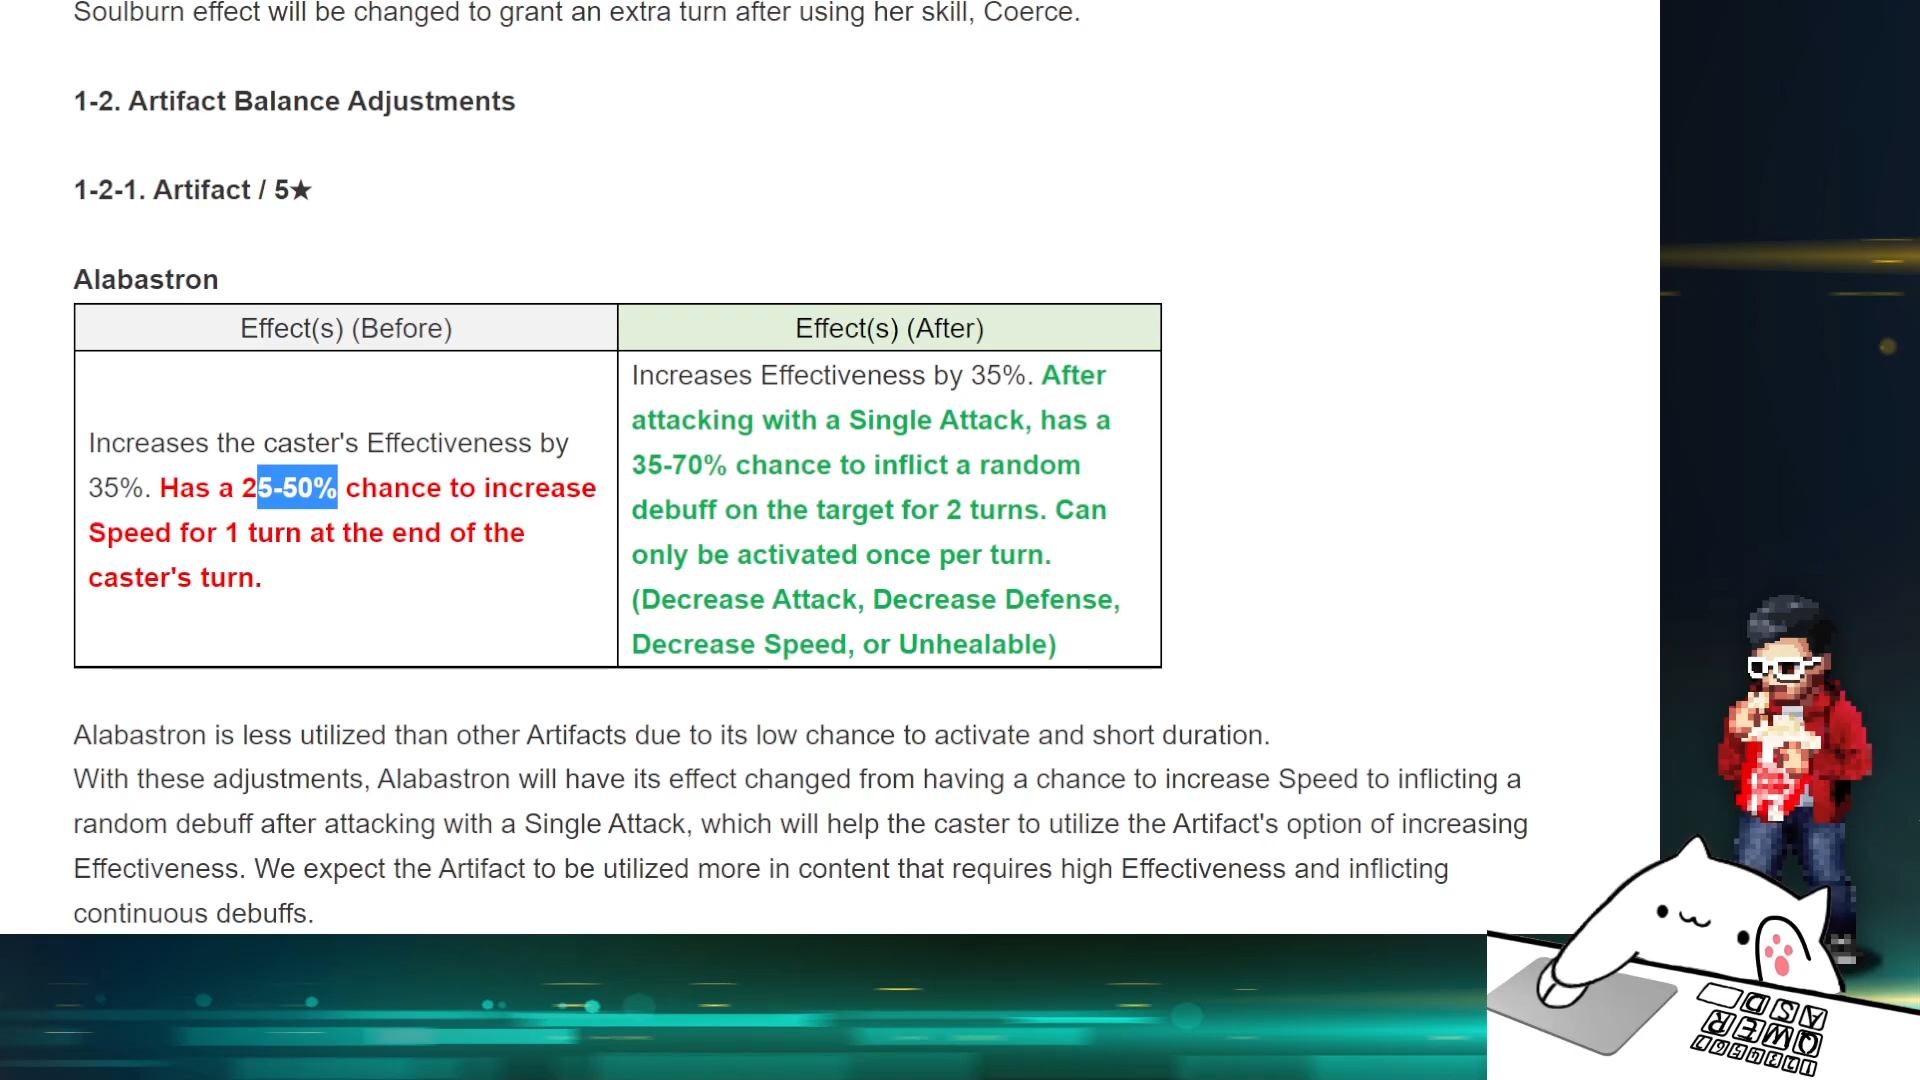 Soulburn effect will be changed to grant an extra turn after using her skill, Coerce.
1-2. Artifact Balance Adjustments
1-2-1. Artifact / 5★
Alabastron
Effect(s) (Before)
Effect(s) (After)
Increases the caster's Effectiveness by
35%. Has a 25-50% chance to increase
Speed for 1 turn at the end of the
caster's turn.
Increases Effectiveness by 35%. After
attacking with a Single Attack, has a
35-70% chance to inflict a random
debuff on the target for 2 turns. Can
only be activated once per turn.
(Decrease Attack, Decrease Defense,
Decrease Speed, or Unhealable)
Alabastron is less utilized than other Artifacts due to its low chance to activate and short duration.
With these adjustments, Alabastron will have its effect changed from having a chance to increase Speed to inflicting a
random debuff after attacking with a Single Attack, which will help the caster to utilize the Artifact's option of increasing
Effectiveness. We expect the Artifact to be utilized more in content that requires high Effectiveness and inflicting
continuous debuffs.
A S D
Q W E R
1 2 3 4 5 6 7